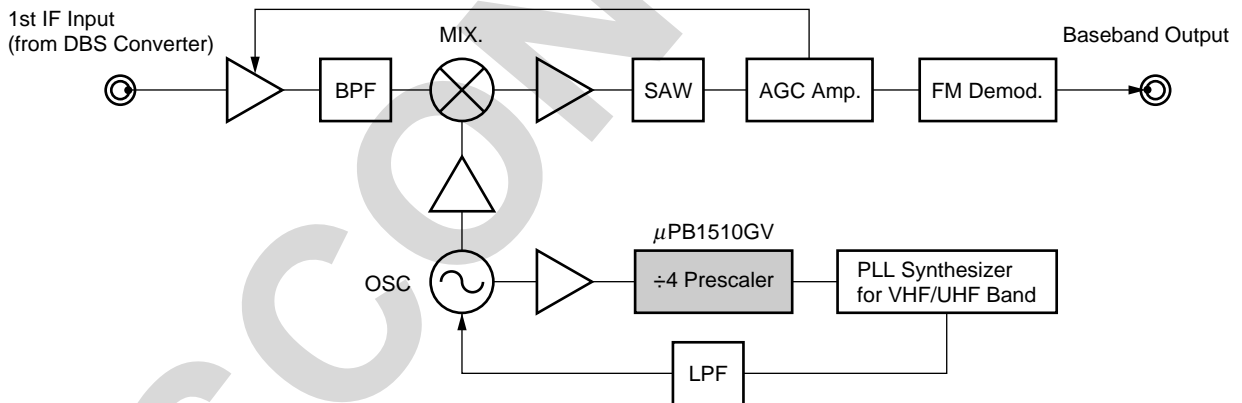 1st IF Input
(from DBS Converter)
MIX.
Baseband Output
BPF
SAW
AGC Amp.
FM Demod.
μPB1510GV
OSC
÷4 Prescaler
PLL Synthesizer
for VHF/UHF Band
LPF
SCON